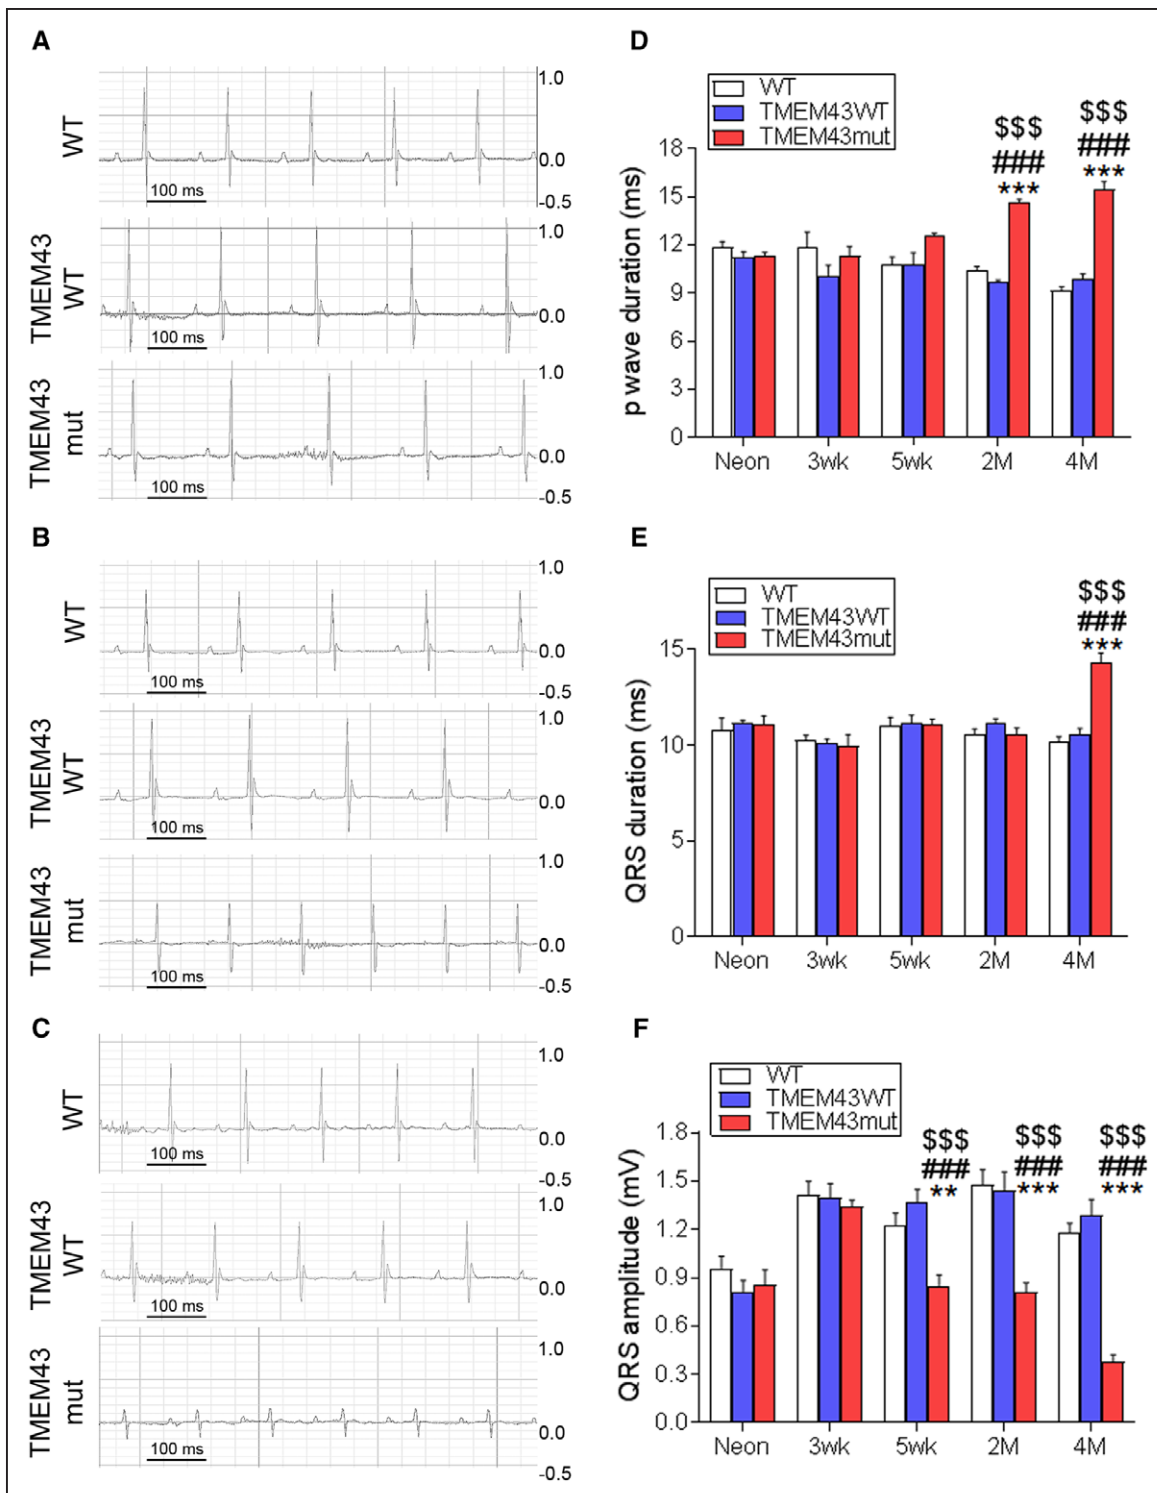 A
WT
1.0
0.0
-0.5
100 ms
TMEM43
WT
1.0
0.0
100 ms
TMEM43
mut
1.0
0.0
-0.5
100 ms
B
WT
1.0
0.0
-0.5
100 ms
TMEM43
WT
1.0
0.0
100 ms
TMEM43
mut
1.0
0.0
-0.5
100 ms
C
WT
1.0
0.0
-0.5
100 ms
TMEM43
WT
1.0
0.0
100 ms
TMEM43
mut
1.0
0.0
-0.5
100 ms
D
WT
TMEM43WT
TMEM43mut
$$$
###
***
$$$
###
***
p wave duration (ms)
18
15
12
9
6
3
0
Neon 3wk 5wk 2M 4M
E
WT
TMEM43WT
TMEM43mut
$$$
###
***
QRS duration (ms)
15
10
5
0
Neon 3wk 5wk 2M 4M
F
WT
TMEM43WT
TMEM43mut
$$$
###
**
$$$
###
***
$$$
###
***
QRS amplitude (mV)
1.8
1.5
1.2
0.9
0.6
0.3
0.0
Neon 3wk 5wk 2M 4M